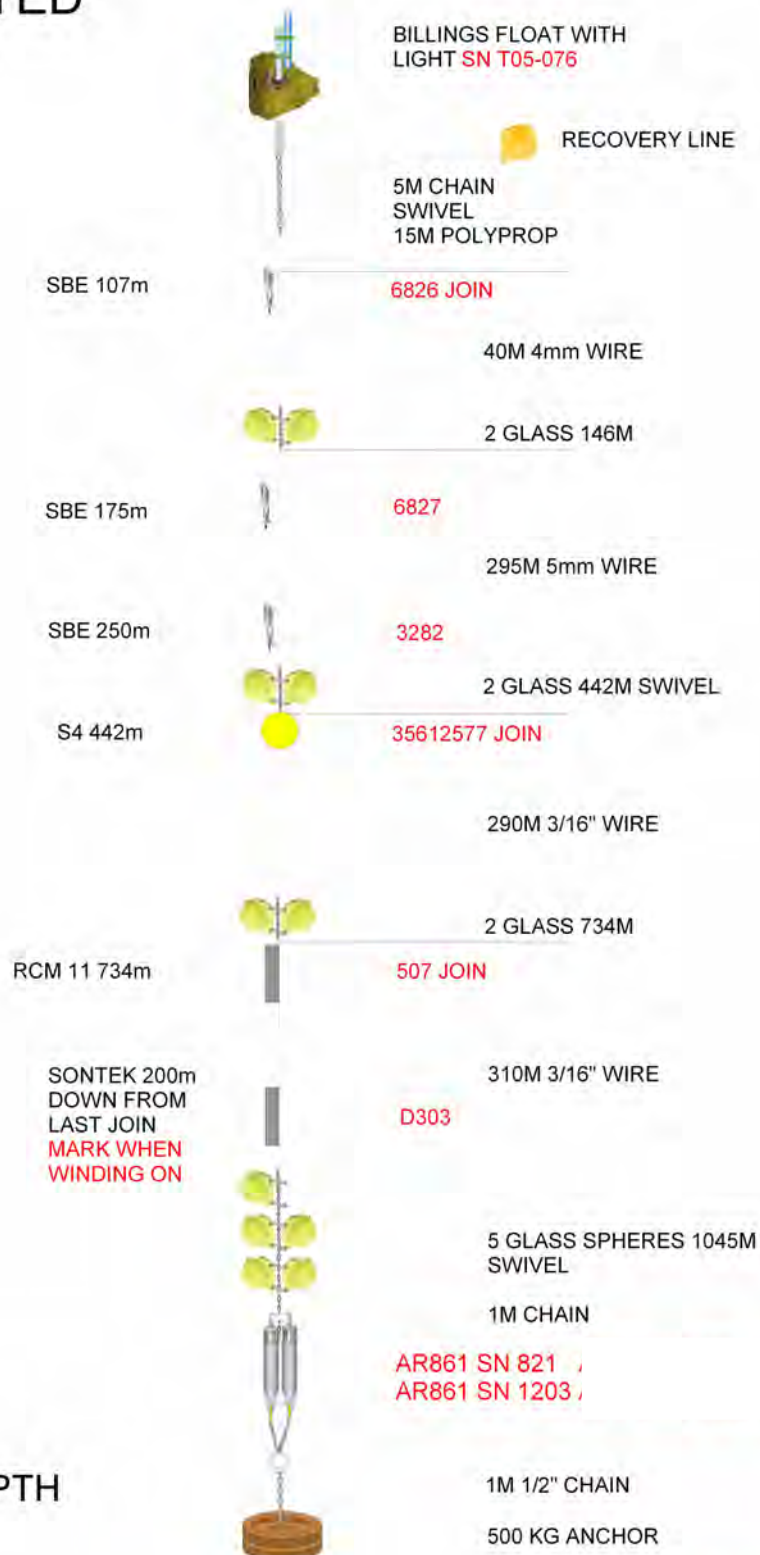 BILLINGS FLOAT WITH
LIGHT SN T05-076
RECOVERY LINE
5M CHAIN
SWIVEL
15M POLYPROP
SBE 107m
6826 JOIN
40M 4mm WIRE
2 GLASS 146M
SBE 175m
6827
295M 5mm WIRE
SBE 250m
3282
2 GLASS 442M SWIVEL
S4 442m
35612577 JOIN
290M 3/16" WIRE
2 GLASS 734M
RCM 11 734m
507 JOIN
310M 3/16" WIRE
SONTEK 200m
DOWN FROM
LAST JOIN
MARK WHEN
WINDING ON
D303
5 GLASS SPHERES 1045M
SWIVEL
1M CHAIN
AR861 SN 821
AR861 SN 1203
1M 1/2" CHAIN
500 KG ANCHOR